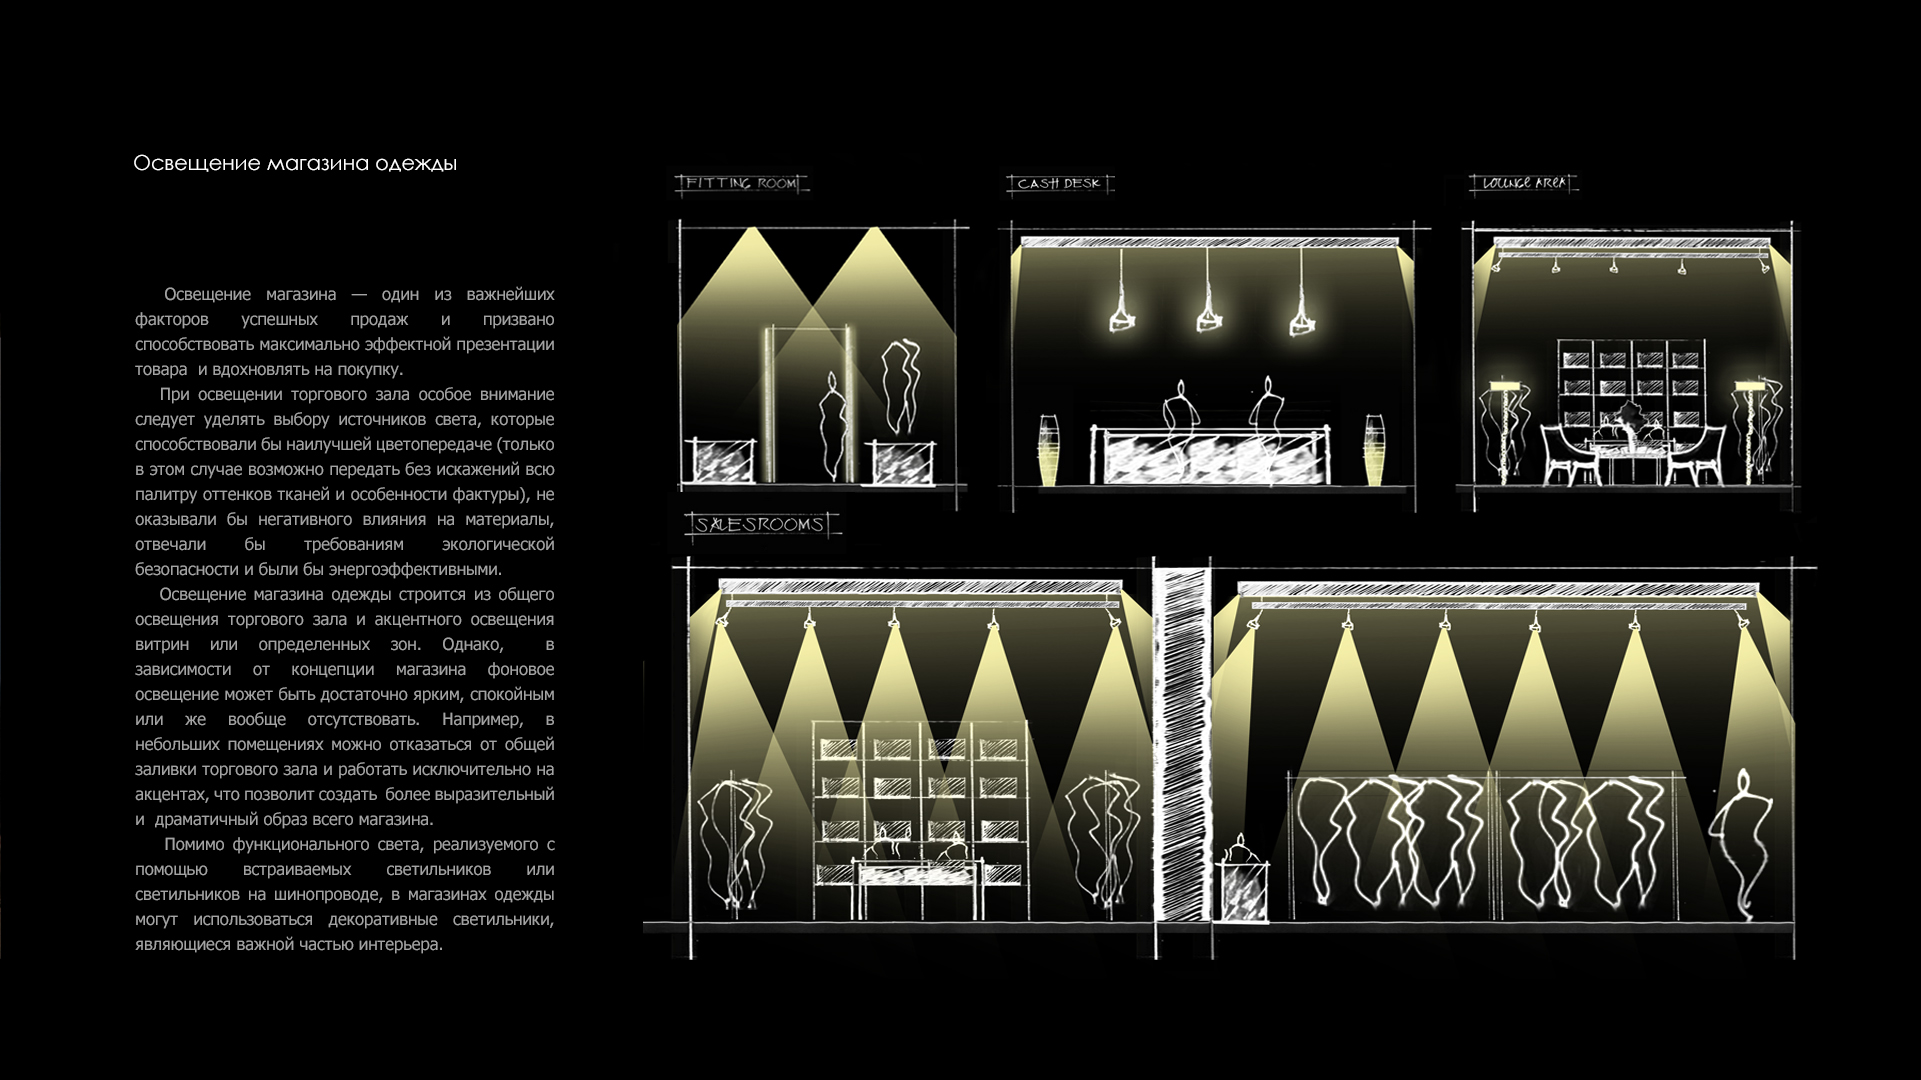 Освещение магазина одежды
Освещение магазина — один из важнейших
факторов успешных продаж и призвано
способствовать максимально эффектной презентации
товара и вдохновлять на покупку.
При освещении торгового зала особое внимание
следует уделять выбору источников света, которые
способствовали бы наилучшей цветопередаче (только
в этом случае возможно передать без искажений всю
палитру оттенков тканей и особенности фактуры), не
оказывали бы негативного влияния на материалы,
отвечали бы требованиям экологической
безопасности и были бы энергоэффективными.
Освещение магазина одежды строится из общего
освещения торгового зала и акцентного освещения
витрин или определенных зон. Однако, в
зависимости от концепции магазина фоновое
освещение может быть достаточно ярким, спокойным
или же вообще отсутствовать. Например, в
небольших помещениях можно отказаться от общей
заливки торгового зала и работать исключительно на
акцентах, что позволит создать более выразительный
и драматичный образ всего магазина.
Помимо функционального света, реализуемого с
помощью встраиваемых светильников или
светильников на шинопроводе, в магазинах одежды
могут использоваться декоративные светильники,
являющиеся важной частью интерьера.
FITTING ROOM
CASH DESK
LOUNGE AREA
SALESROOMS